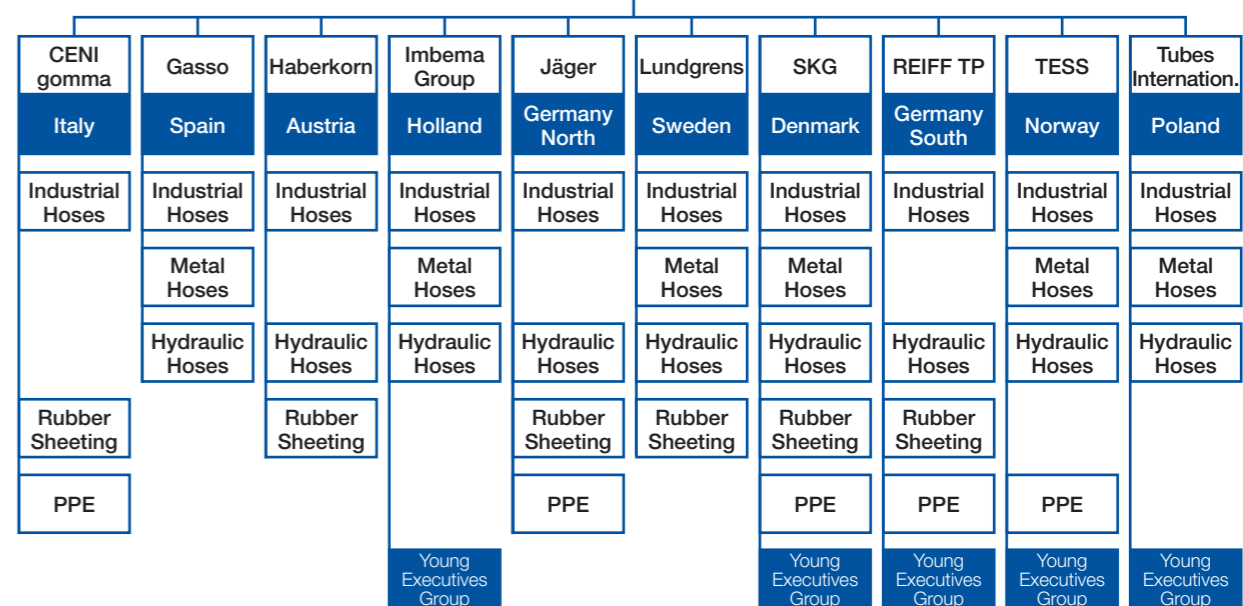 CENI
gomma
Gasso
Haberkorn
Imbema
Group
Jäger
Lundgrens
SKG
REIFF TP
TESS
Tubes
Internation.
Italy
Spain
Austria
Holland
Germany
North
Sweden
Denmark
Germany
South
Norway
Poland
Industrial
Hoses
Industrial
Hoses
Industrial
Hoses
Industrial
Hoses
Industrial
Hoses
Industrial
Hoses
Industrial
Hoses
Industrial
Hoses
Industrial
Hoses
Industrial
Hoses
Metal
Hoses
Metal
Hoses
Metal
Hoses
Metal
Hoses
Metal
Hoses
Metal
Hoses
Hydraulic
Hoses
Hydraulic
Hoses
Hydraulic
Hoses
Hydraulic
Hoses
Hydraulic
Hoses
Hydraulic
Hoses
Hydraulic
Hoses
Hydraulic
Hoses
Hydraulic
Hoses
Rubber
Sheeting
Rubber
Sheeting
Rubber
Sheeting
Rubber
Sheeting
Rubber
Sheeting
Rubber
Sheeting
PPE
PPE
PPE
PPE
PPE
Young
Executives
Group
Young
Executives
Group
Young
Executives
Group
Young
Executives
Group
Young
Executives
Group